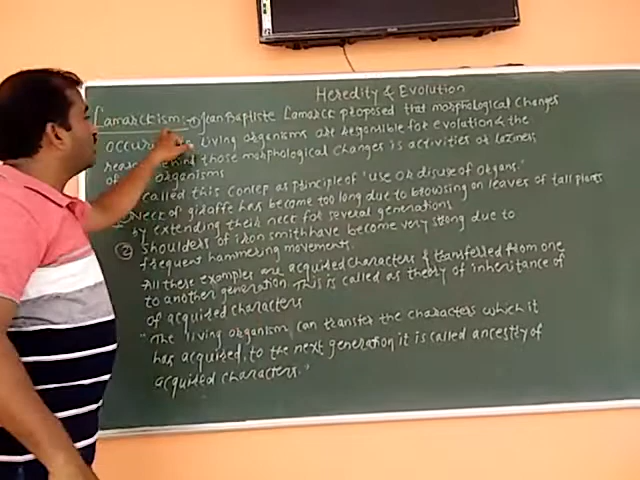 Heredity & Evolution
Lamarckism:-> Jean Baptiste Lamarck proposed that morphological changes
living organisms are responsible for evolution & the
those morphological changes is activities or laziness
of organisms
called this concep as principle of "use or disuse of organs."
Neck of giraffe has become too long due to browsing on leaves of tall plants
by extending their neck for several generations
② Shoulders of iron smith have become very strong due to
frequent hammering movements.
All these examples are acquired characters & transferred from one
to another generation. This is called as theory of inheritance of
of acquired characters
"The living organism can transfer the characters which it
has acquired, to the next generation it is called ancestry of
acquired characters."